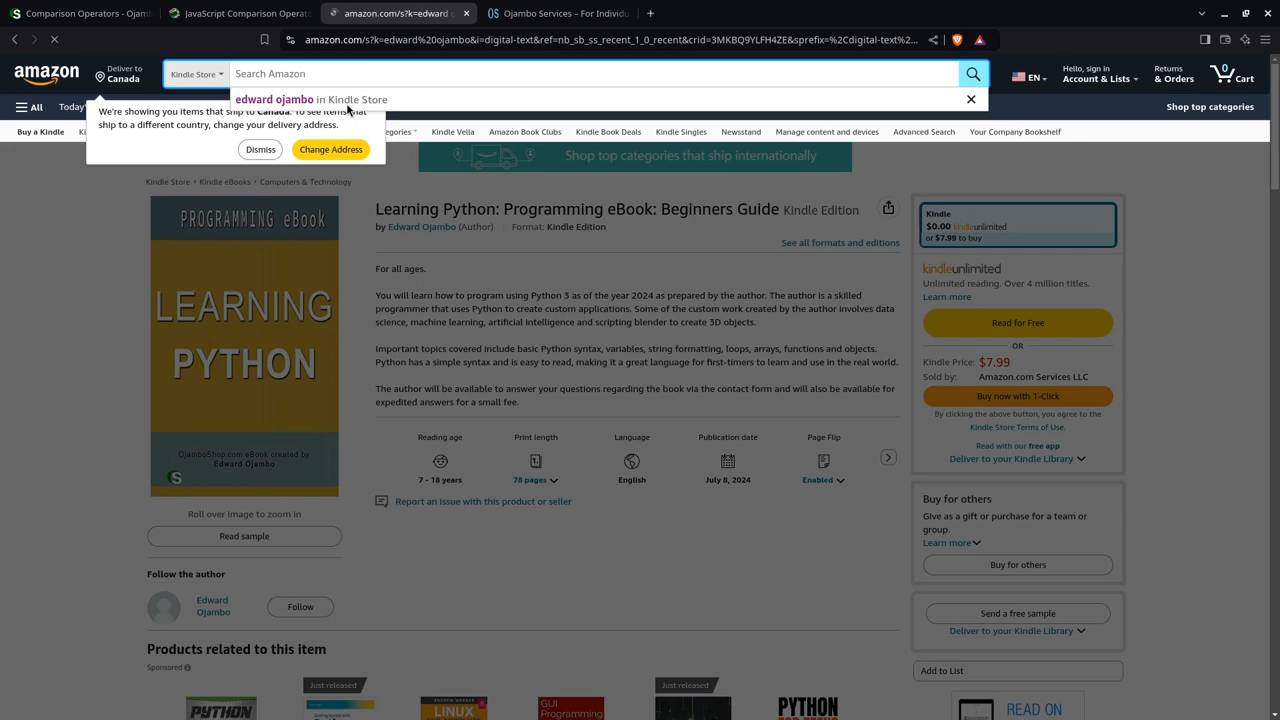 Comparison Operators - Ojamb
JavaScript Comparison Ojambo
amazon.com/s?k=edward o
Ojambo Services – For Individu
amazon.com/s?k=edward%20ojambo&i=digital-text&ref=nb_sb_ss_recent_1_0_recent&crid=3MKBQ9YLFH4ZE&sprefix=%2Cdigital-text%2...
amazon
Deliver to
Canada
Kindle Store
Search Amazon
EN
Hello, sign in
Account & Lists
Returns
& Orders
0
Cart
edward ojambo in Kindle Store
All
Today'
Top categories
We're showing you items that ship to Canada. To see items that
ship to a different country, change your delivery address.
Dismiss
Change Address
Buy a Kindle
Ki
egories
Kindle Vella
Amazon Book Clubs
Kindle Book Deals
Kindle Singles
Newsstand
Manage content and devices
Advanced Search
Your Company Bookshelf
Shop top categories that ship internationally
Kindle Store › Kindle eBooks › Computers & Technology
PROGRAMMING eBook
LEARNING
PYTHON
OjamboShop.com eBook created by
Edward Ojambo
Roll over image to zoom in
Read sample
Follow the author
Edward
Ojambo
Follow
Learning Python: Programming eBook: Beginners Guide Kindle Edition
by Edward Ojambo (Author)
Format: Kindle Edition
See all formats and editions
For all ages.
You will learn how to program using Python 3 as of the year 2024 as prepared by the author. The author is a skilled
programmer that uses Python to create custom applications. Some of the custom work created by the author involves data
science, machine learning, artificial intelligence and scripting blender to create 3D objects.
Important topics covered include basic Python syntax, variables, string formatting, loops, arrays, functions and objects.
Python has a simple syntax and is easy to read, making it a great language for first-timers to learn and use in the real world.
The author will be available to answer your questions regarding the book via the contact form and will also be available for
expedited answers for a small fee.
Reading age
7 - 18 years
Print length
78 pages
Language
English
Publication date
July 8, 2024
Page Flip
Enabled
Report an issue with this product or seller
Kindle
$0.00 kindleunlimited
or $7.99 to buy
kindleunlimited
Unlimited reading. Over 4 million titles.
Learn more
Read for Free
OR
Kindle Price: $7.99
Sold by: Amazon.com Services LLC
Buy now with 1-Click
By clicking the above button, you agree to the
Kindle Store Terms of Use.
Read with our free app
Deliver to your Kindle Library
Buy for others
Give as a gift or purchase for a team or
group.
Learn more
Buy for others
Send a free sample
Deliver to your Kindle Library
Add to List
READ ON
Products related to this item
Sponsored
Just released
Just released
PYTHON
LINUX
GUI
Programming
PYTHON